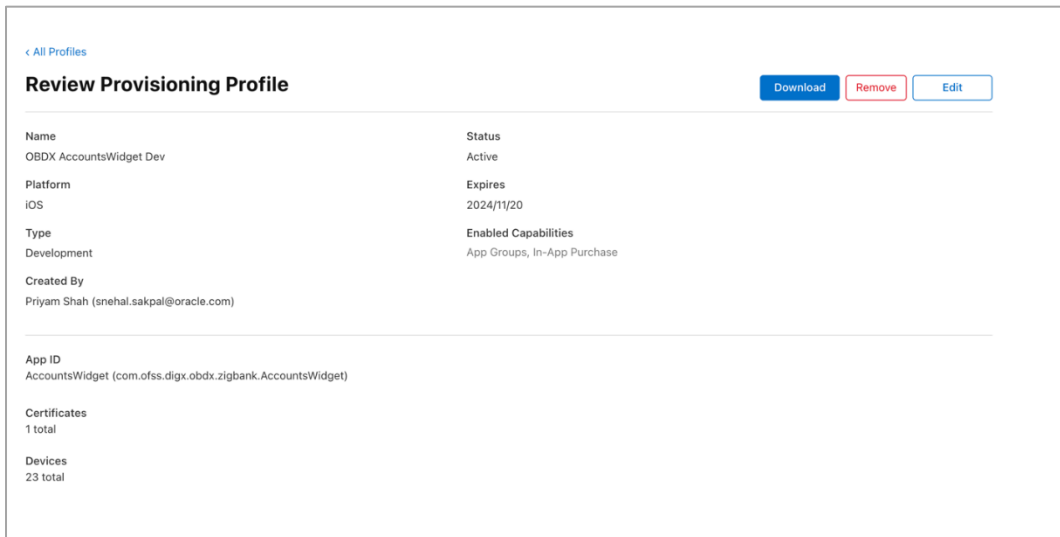 ‹ All Profiles
Review Provisioning Profile
Download
Remove
Edit
Name
OBDX AccountsWidget Dev
Status
Active
Platform
iOS
Expires
2024/11/20
Type
Development
Enabled Capabilities
App Groups, In-App Purchase
Created By
Priyam Shah (snehal.sakpal@oracle.com)
App ID
AccountsWidget (com.ofss.digx.obdx.zigbank.AccountsWidget)
Certificates
1 total
Devices
23 total